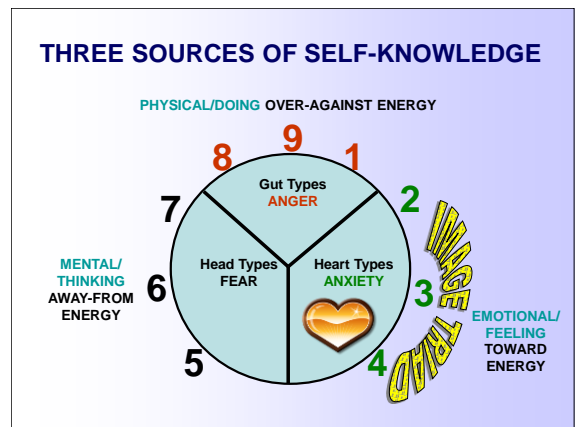 THREE SOURCES OF SELF-KNOWLEDGE
PHYSICAL/DOING OVER-AGAINST ENERGY
9
8
1
7
2
Gut Types
ANGER
Head Types
FEAR
Heart Types
ANXIETY
MENTAL/
THINKING
AWAY-FROM
ENERGY
6
3
IMAGE TRIAD
EMOTIONAL/
FEELING
TOWARD
ENERGY
5
4